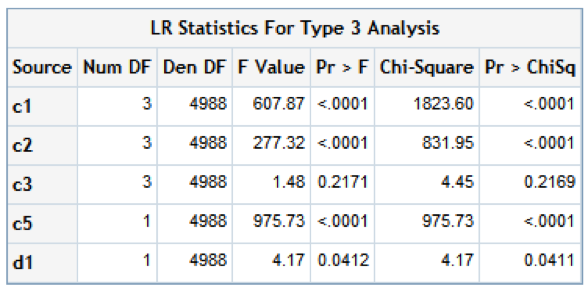 LR Statistics For Type 3 Analysis
Source Num DF Den DF F Value Pr > F Chi-Square Pr > ChiSq
c1 3 4988 607.87 <.0001 1823.60 <.0001
c2 3 4988 277.32 <.0001 831.95 <.0001
c3 3 4988 1.48 0.2171 4.45 0.2169
c5 1 4988 975.73 <.0001 975.73 <.0001
d1 1 4988 4.17 0.0412 4.17 0.0411